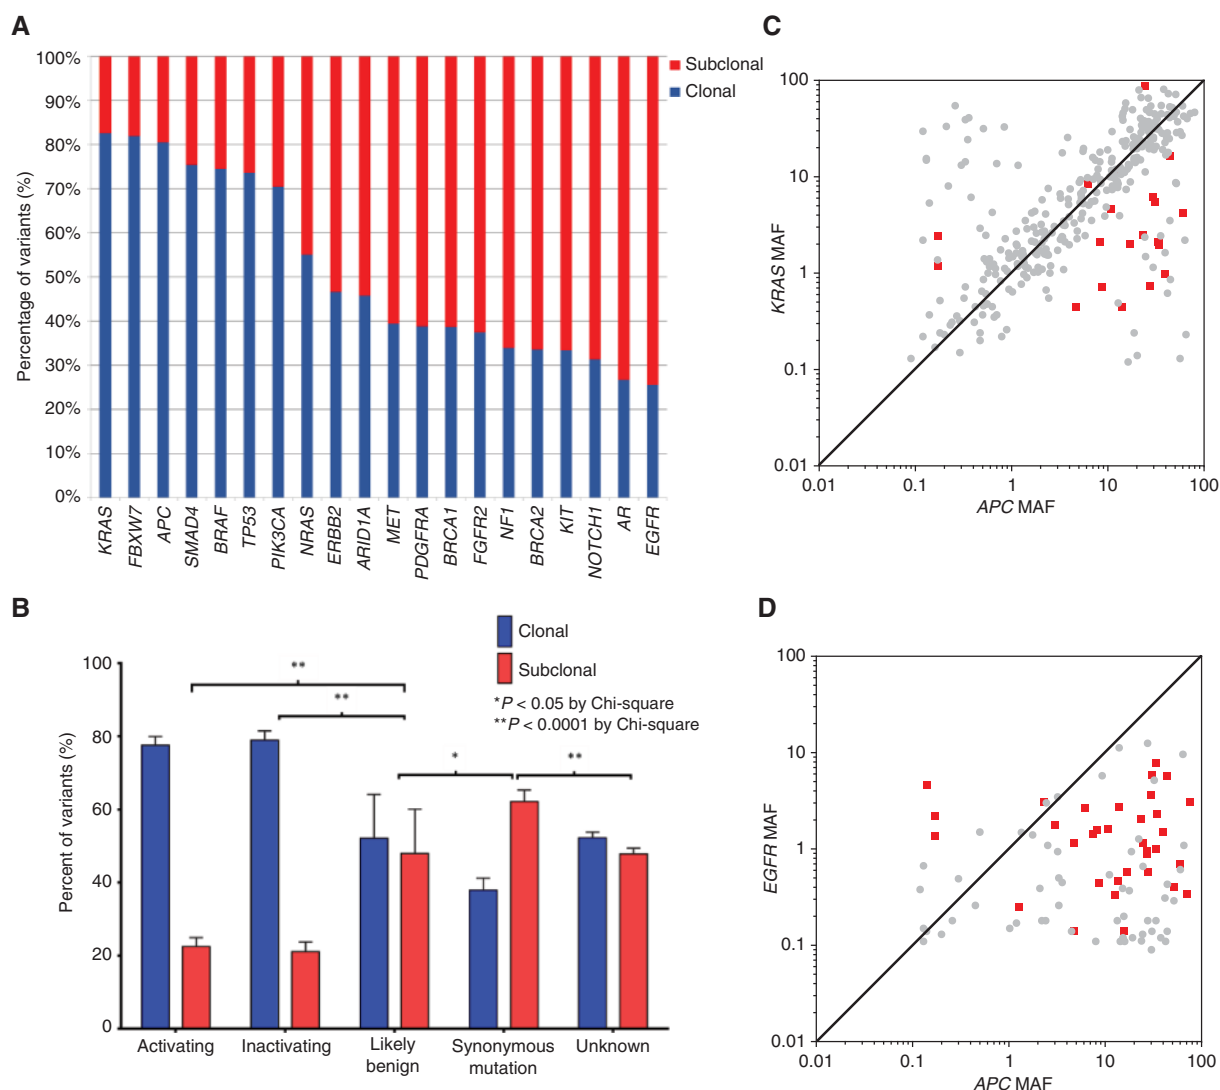 A
100%
90%
80%
70%
60%
50%
40%
30%
20%
10%
0%
Percentage of variants (%)
Subclonal
Clonal
KRAS
FBXW7
APC
SMAD4
BRAF
TP53
PIK3CA
NRAS
ERBB2
ARID1A
MET
PDGFRA
BRCA1
FGFR2
NF1
BRCA2
KIT
NOTCH1
AR
EGFR
B
Clonal
Subclonal
*P < 0.05 by Chi-square
**P < 0.0001 by Chi-square
100
80
60
40
20
0
Percent of variants (%)
**
**
*
**
Activating
Inactivating
Likely
benign
Synonymous
mutation
Unknown
C
100
10
1
0.1
0.01
KRAS MAF
0.01
0.1
1
10
100
APC MAF
D
100
10
1
0.1
0.01
EGFR MAF
0.01
0.1
1
10
100
APC MAF